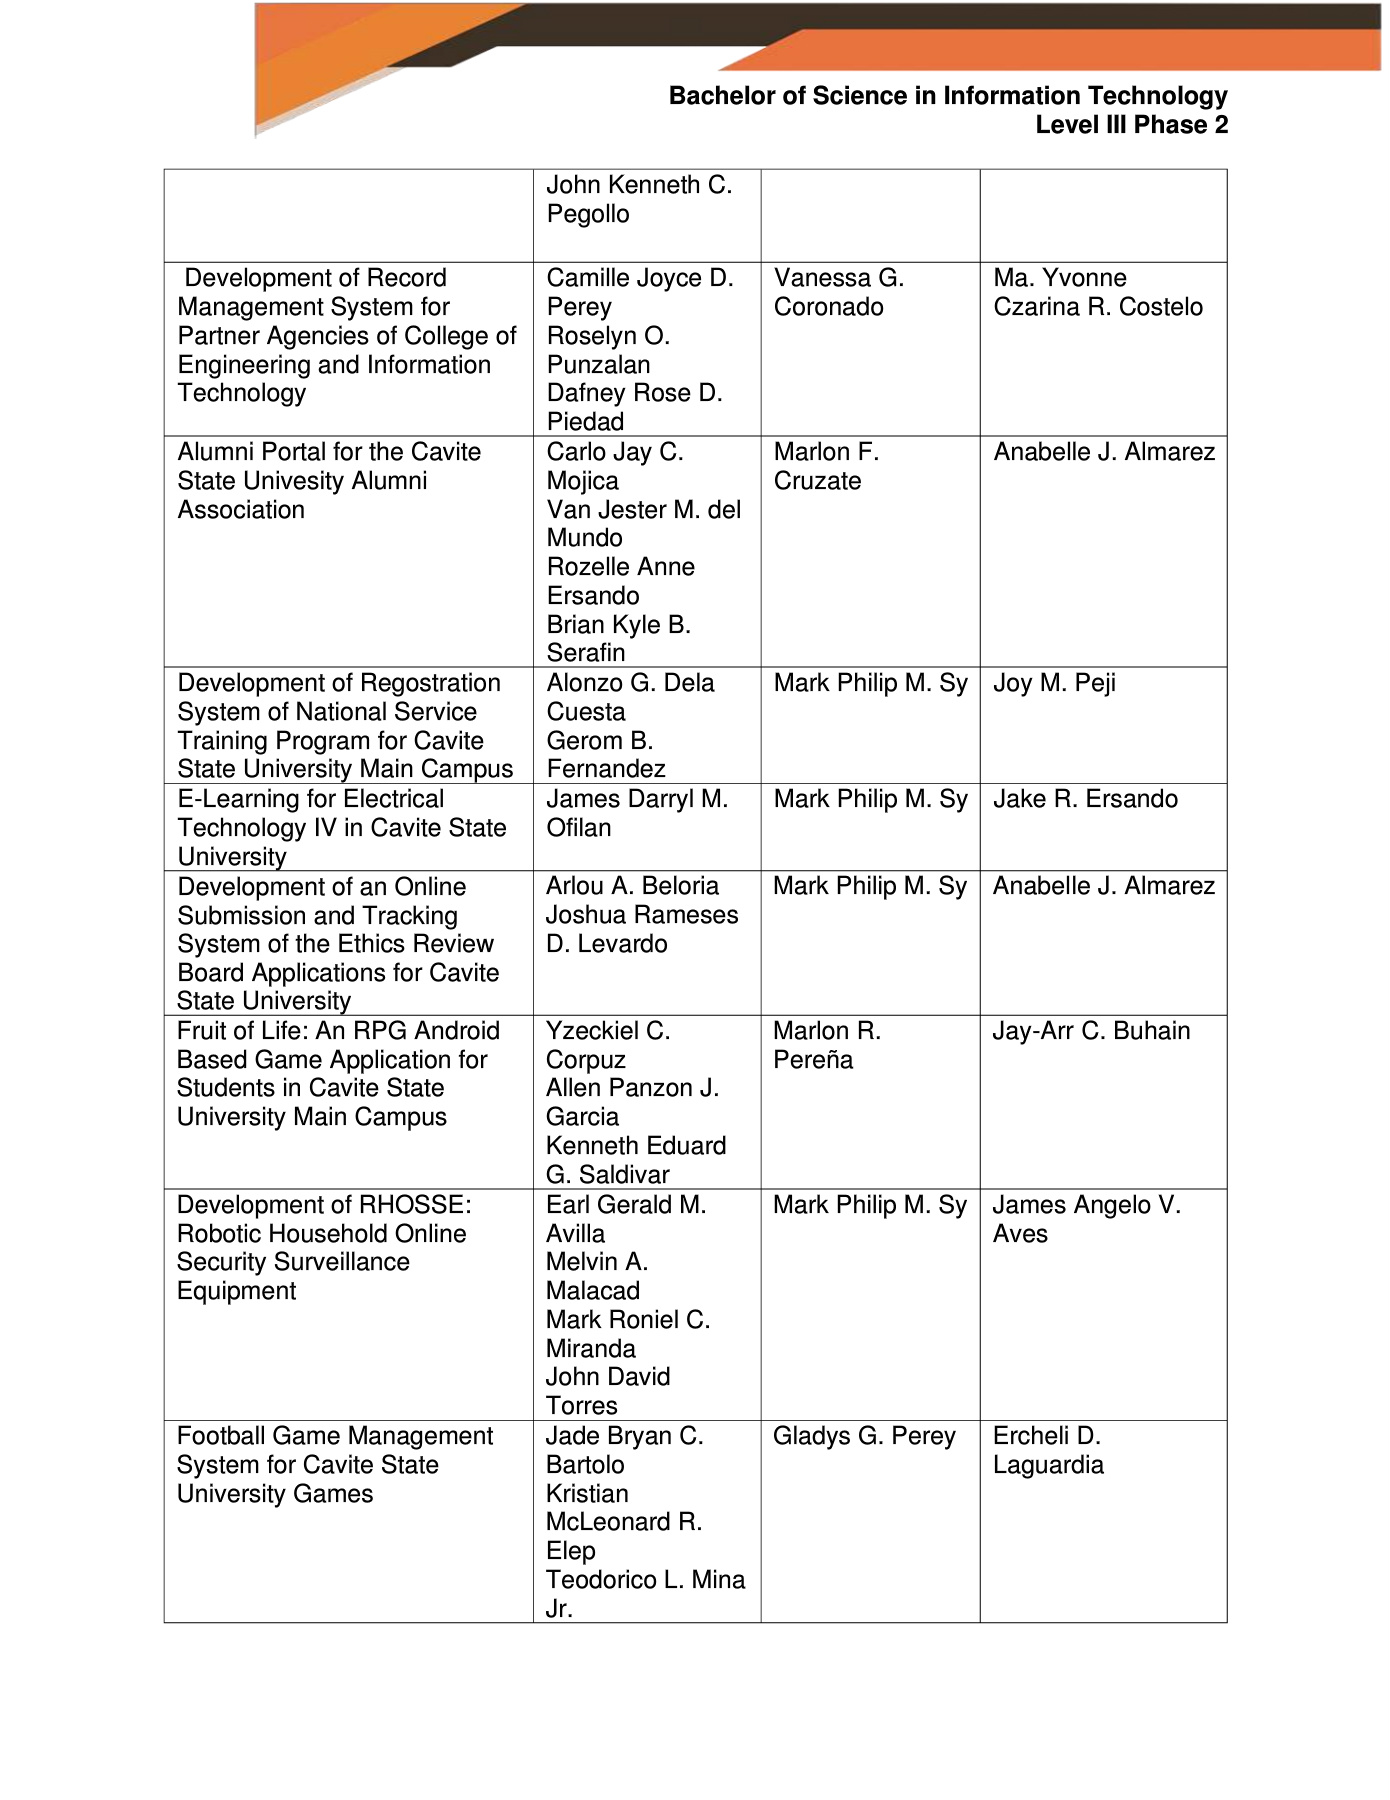 Bachelor of Science in Information Technology
Level III Phase 2
John Kenneth C.
Pegollo
Development of Record
Management System for
Partner Agencies of College of
Engineering and Information
Technology
Camille Joyce D.
Perey
Roselyn O.
Punzalan
Dafney Rose D.
Piedad
Vanessa G.
Coronado
Ma. Yvonne
Czarina R. Costelo
Alumni Portal for the Cavite
State Univesity Alumni
Association
Carlo Jay C.
Mojica
Van Jester M. del
Mundo
Rozelle Anne
Ersando
Brian Kyle B.
Serafin
Marlon F.
Cruzate
Anabelle J. Almarez
Development of Regostration
System of National Service
Training Program for Cavite
State University Main Campus
Alonzo G. Dela
Cuesta
Gerom B.
Fernandez
Mark Philip M. Sy
Joy M. Peji
E-Learning for Electrical
Technology IV in Cavite State
University
James Darryl M.
Ofilan
Mark Philip M. Sy
Jake R. Ersando
Development of an Online
Submission and Tracking
System of the Ethics Review
Board Applications for Cavite
State University
Arlou A. Beloria
Joshua Rameses
D. Levardo
Mark Philip M. Sy
Anabelle J. Almarez
Fruit of Life: An RPG Android
Based Game Application for
Students in Cavite State
University Main Campus
Yzeckiel C.
Corpuz
Allen Panzon J.
Garcia
Kenneth Eduard
G. Saldivar
Marlon R.
Pereña
Jay-Arr C. Buhain
Development of RHOSSE:
Robotic Household Online
Security Surveillance
Equipment
Earl Gerald M.
Avilla
Melvin A.
Malacad
Mark Roniel C.
Miranda
John David
Torres
Mark Philip M. Sy
James Angelo V.
Aves
Football Game Management
System for Cavite State
University Games
Jade Bryan C.
Bartolo
Kristian
McLeonard R.
Elep
Teodorico L. Mina
Jr.
Gladys G. Perey
Ercheli D.
Laguardia